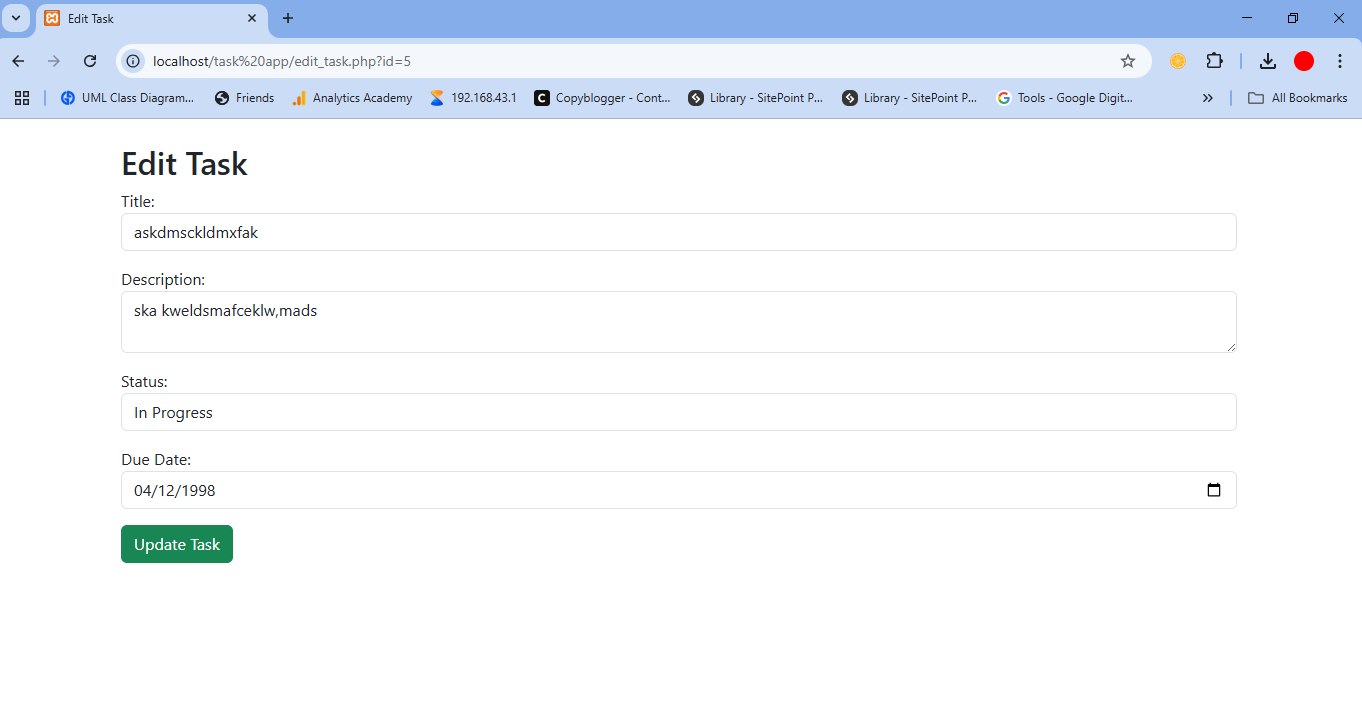 Edit Task
localhost/task%20app/edit_task.php?id=5
UML Class Diagram... Friends Analytics Academy 192.168.43.1 Copyblogger - Cont... Library - SitePoint P... Library - SitePoint P... Tools - Google Digit... All Bookmarks
Edit Task
Title:
askdmsckldmxfak
Description:
ska kweldsmafceklw,mads
Status:
In Progress
Due Date:
04/12/1998
Update Task